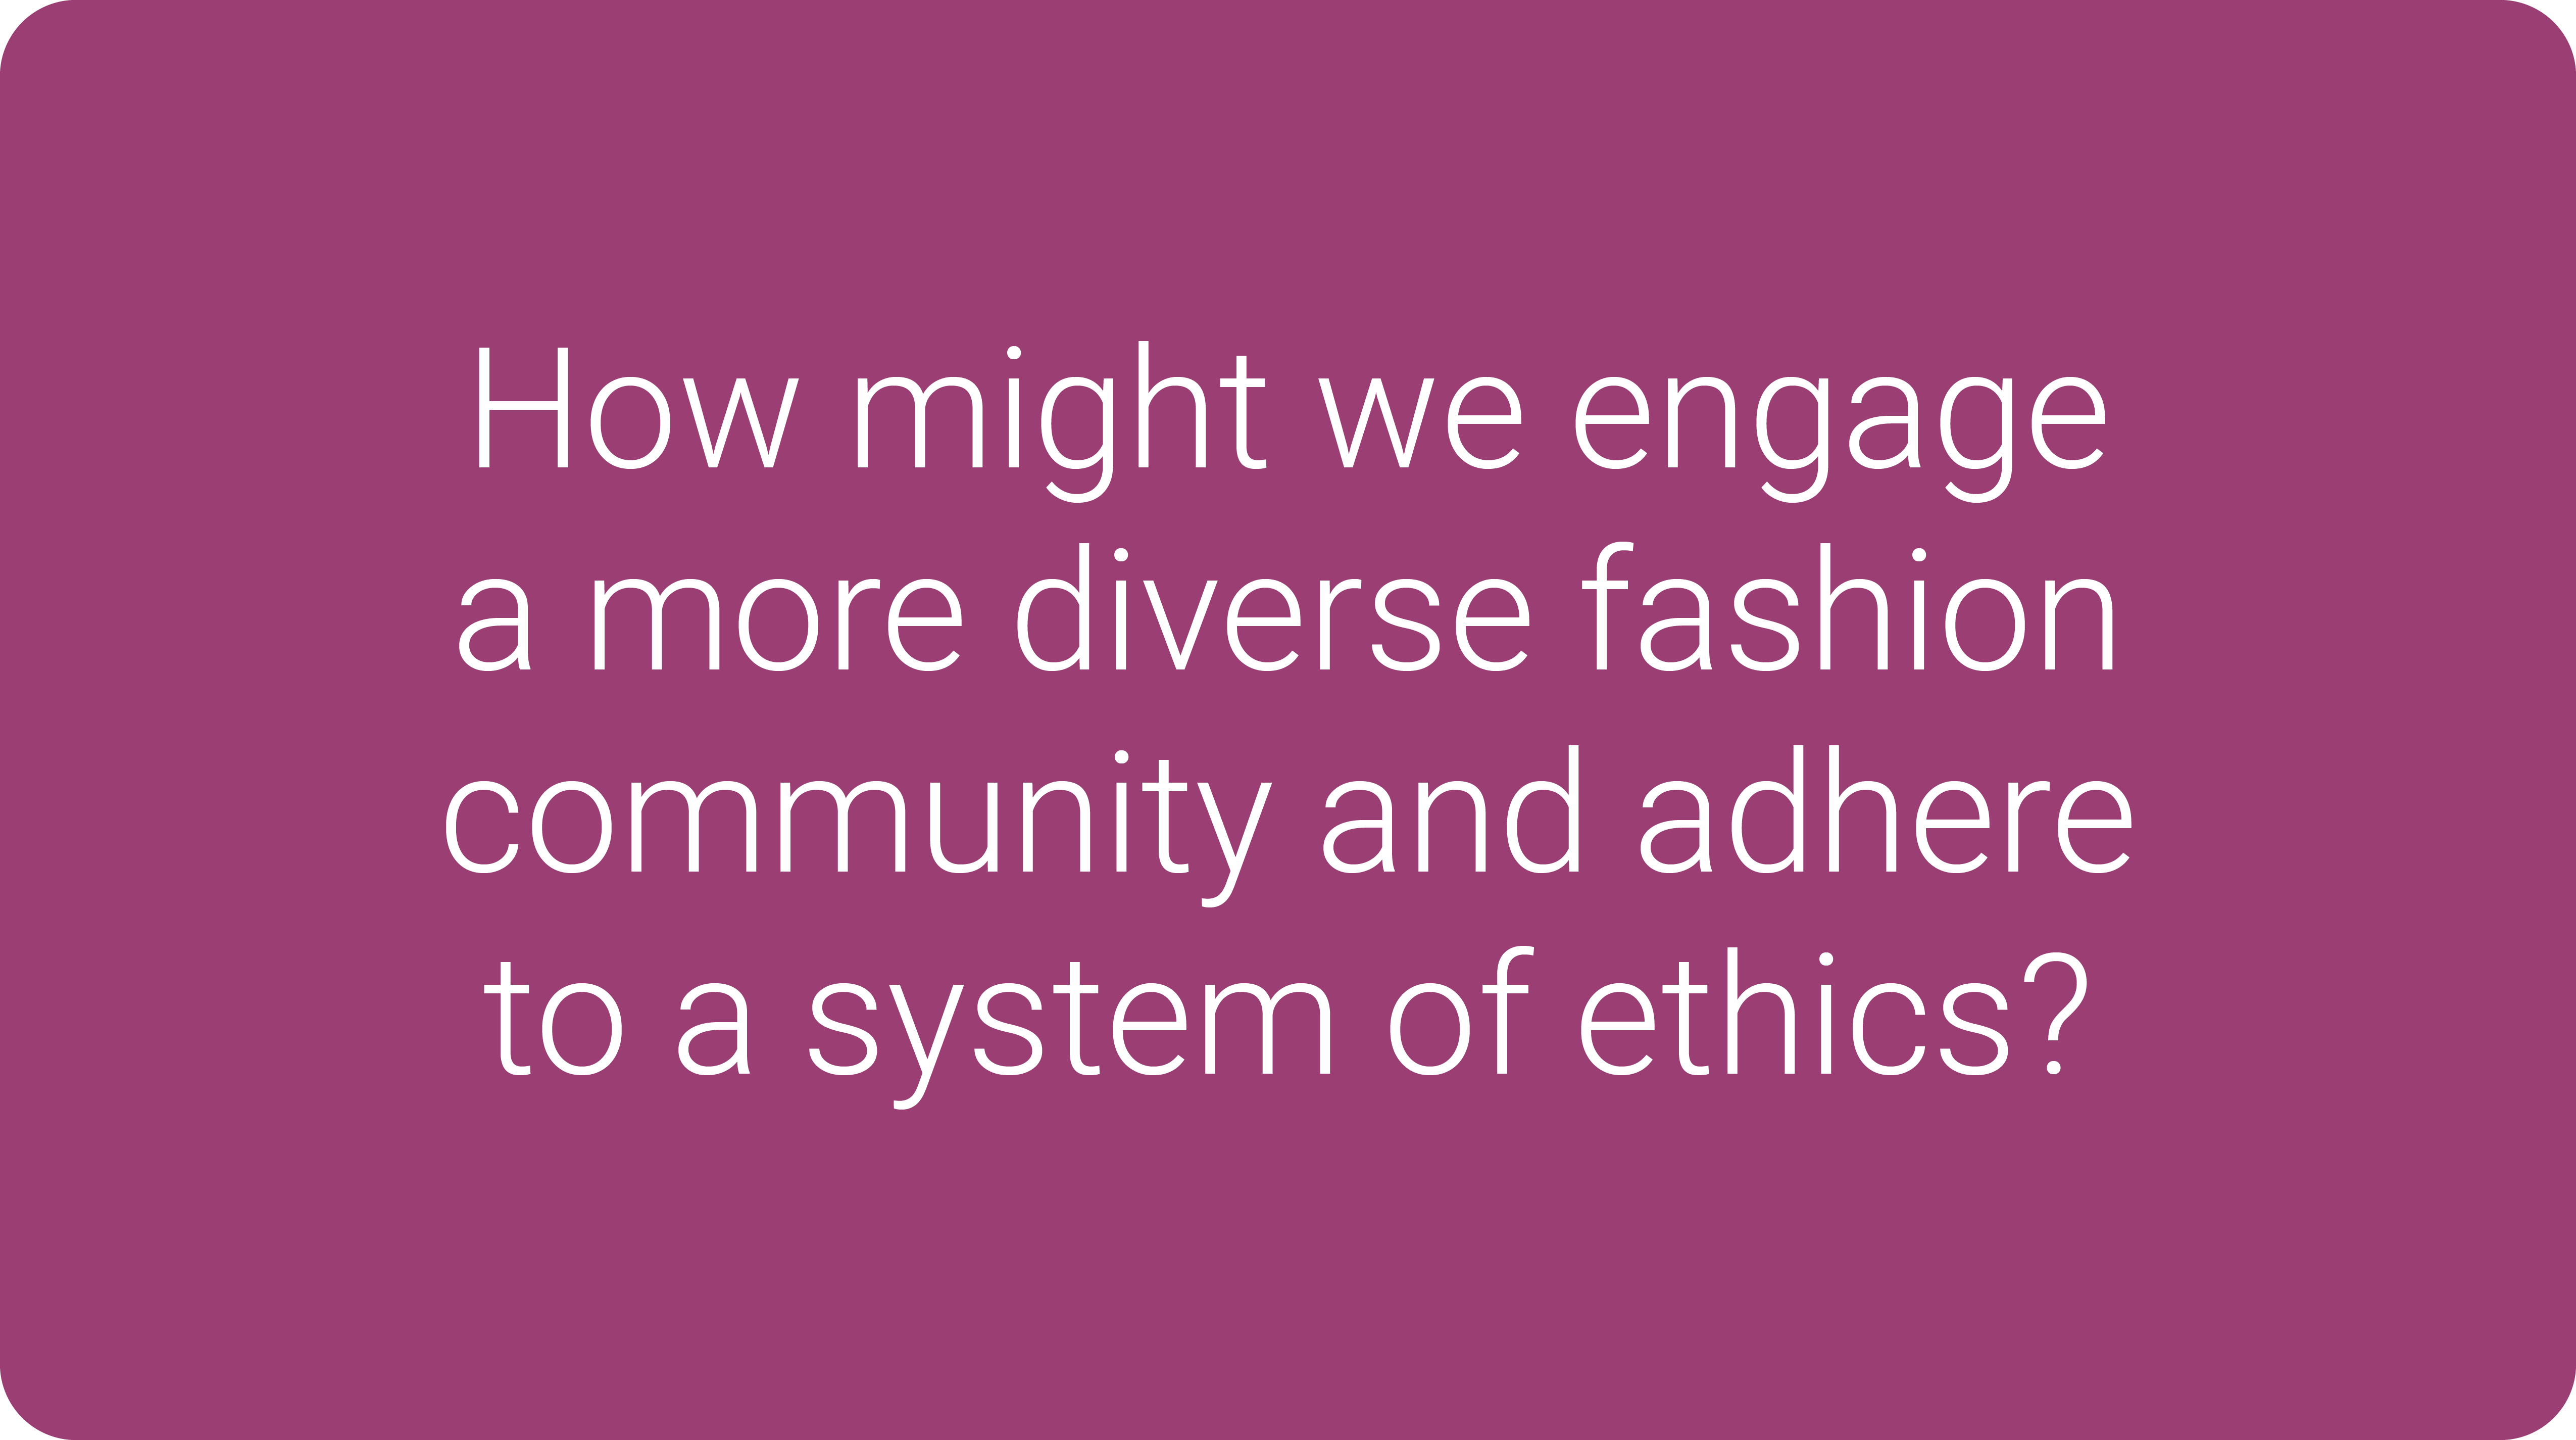 How might we engage
a more diverse fashion
community and adhere
to a system of ethics?